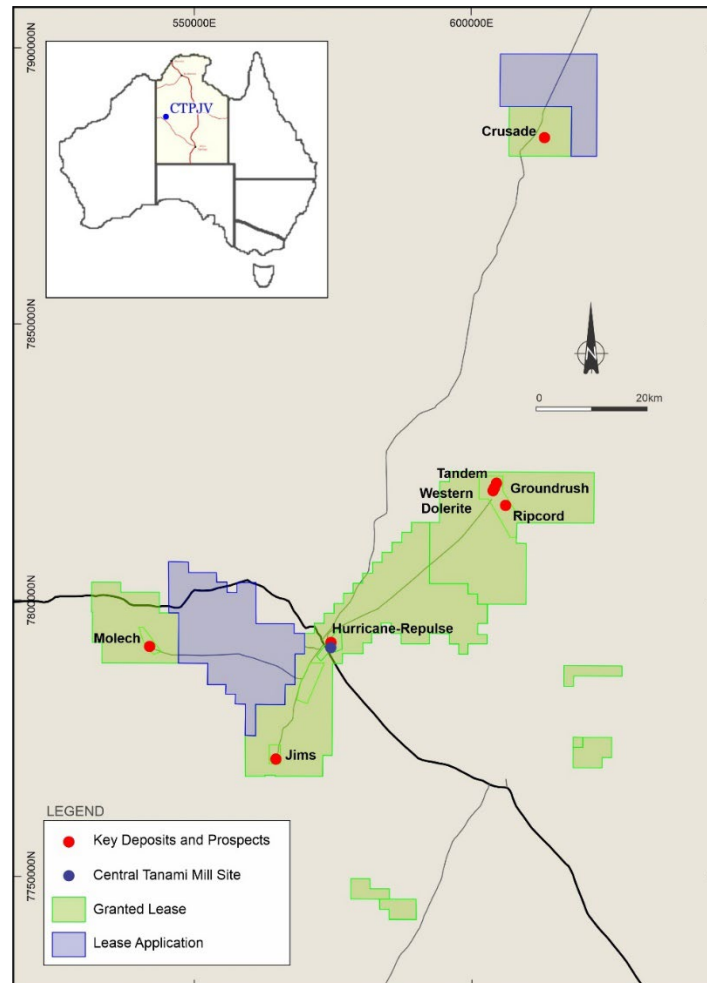 550000E
600000E
7900000N
CTPJV
Crusade
7850000N
N
0
20km
Tandem
Western
Dolerite
Groundrush
Ripcord
7800000N
Hurricane-Repulse
Molech
Jims
LEGEND
Key Deposits and Prospects
Central Tanami Mill Site
Granted Lease
Lease Application
7750000N